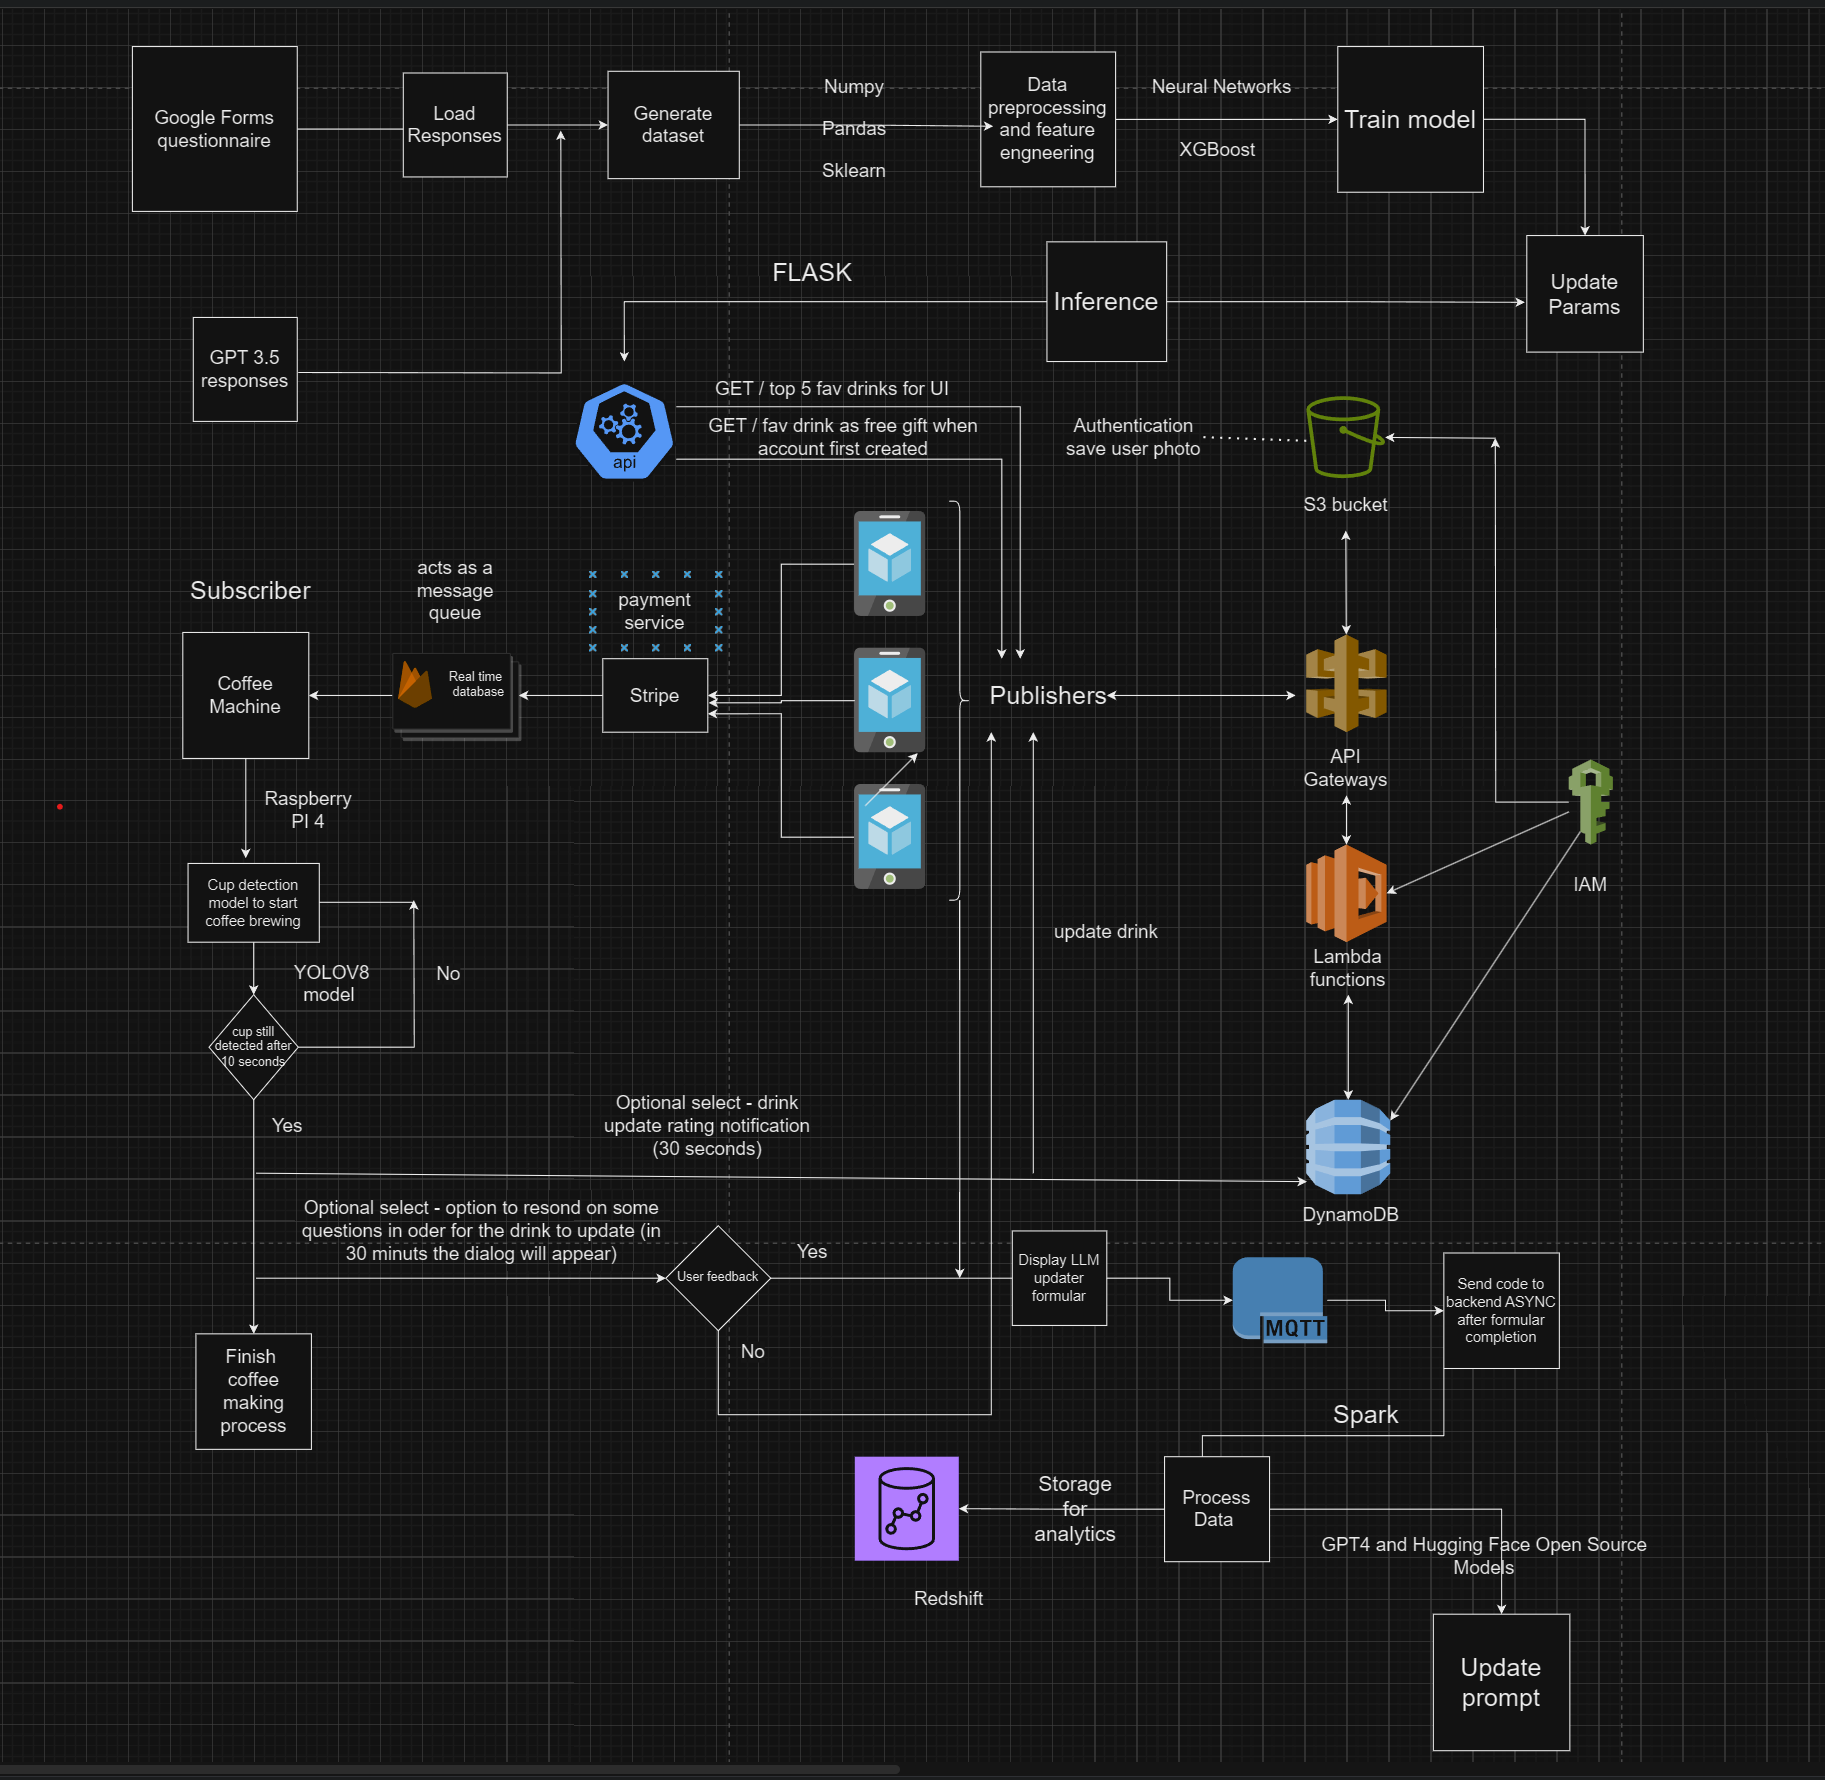 Google Forms
questionnaire
Load
Responses
Generate
dataset
Numpy
Pandas
Sklearn
Data
preprocessing
and feature
engneering
Neural Networks
XGBoost
Train model
FLASK
Inference
Update
Params
GPT 3.5
responses
api
GET / top 5 fav drinks for UI
GET / fav drink as free gift when
account first created
Authentication
save user photo
S3 bucket
Subscriber
acts as a
message
queue
payment
service
Coffee
Machine
Real time
database
Stripe
Publishers
API
Gateways
Raspberry
PI 4
IAM
Cup detection
model to start
coffee brewing
update drink
Lambda
functions
YOLOV8
model
No
cup still
detected after
10 seconds
Yes
Optional select - drink
update rating notification
(30 seconds)
DynamoDB
Optional select - option to resond on some
questions in oder for the drink to update (in
30 minuts the dialog will appear)
User feedback
Yes
No
Display LLM
updater
formular
MQTT
Send code to
backend ASYNC
after formular
completion
Finish
coffee
making
process
Spark
Storage
for
analytics
Process
Data
Redshift
GPT4 and Hugging Face Open Source
Models
Update
prompt